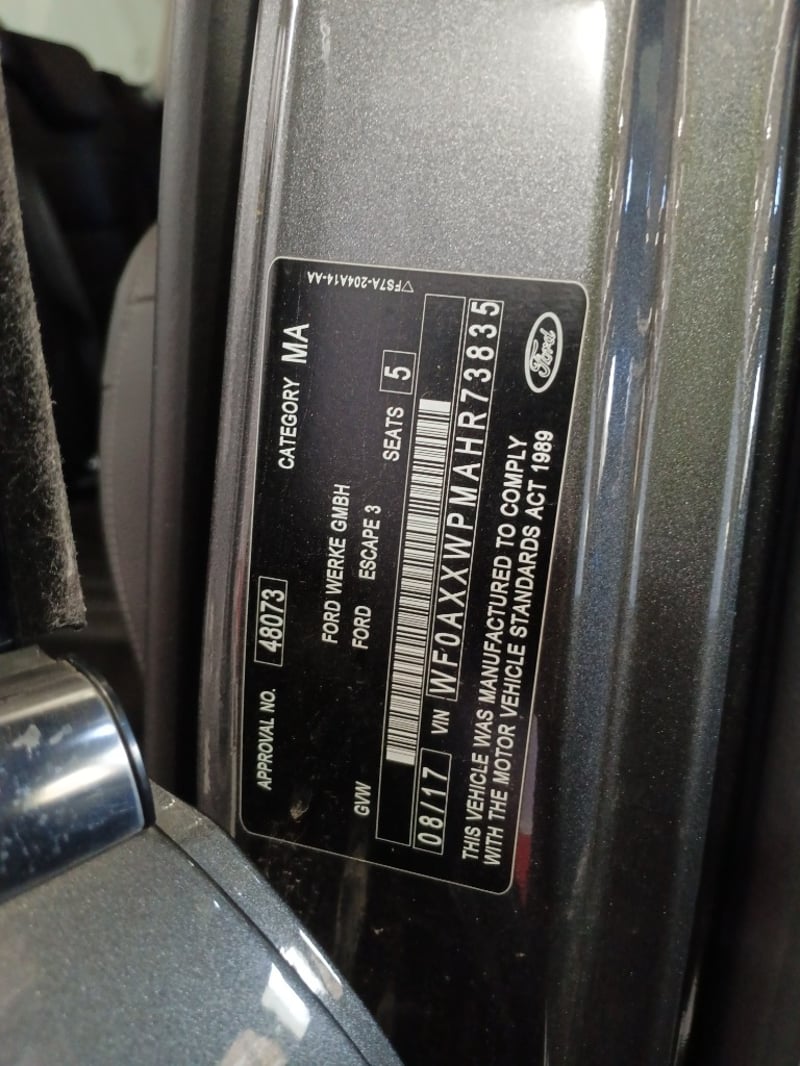 ▽FS7A-204A14-AA
APPROVAL NO. 48073 CATEGORY MA
FORD WERKE GMBH
FORD ESCAPE 3
GVW SEATS 5
08/17 VIN WF0AXXWPMAHR73835
THIS VEHICLE WAS MANUFACTURED TO COMPLY
WITH THE MOTOR VEHICLE STANDARDS ACT 1989
Ford